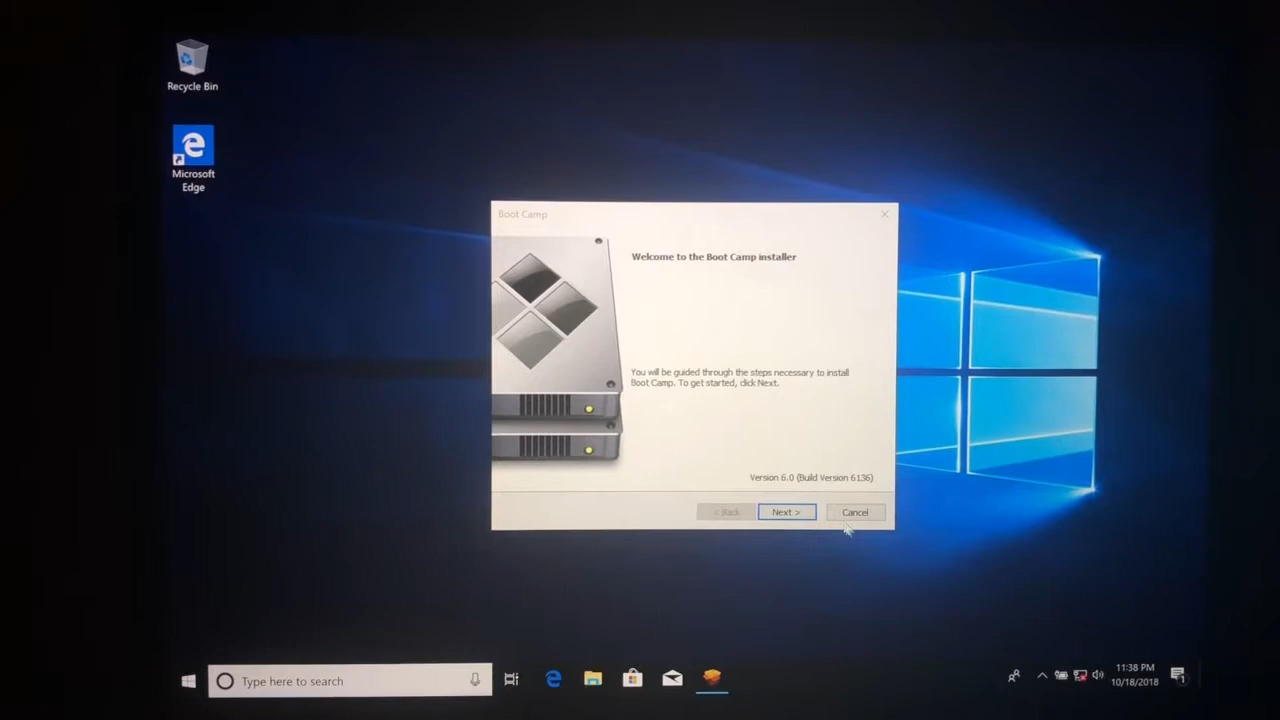 Recycle Bin
Microsoft
Edge
Boot Camp
Welcome to the Boot Camp installer
You will be guided through the steps necessary to install
Boot Camp. To get started, click Next.
Version 6.0 (Build Version 6136)
< Back
Next >
Cancel
Type here to search
11:38 PM
10/18/2018
1